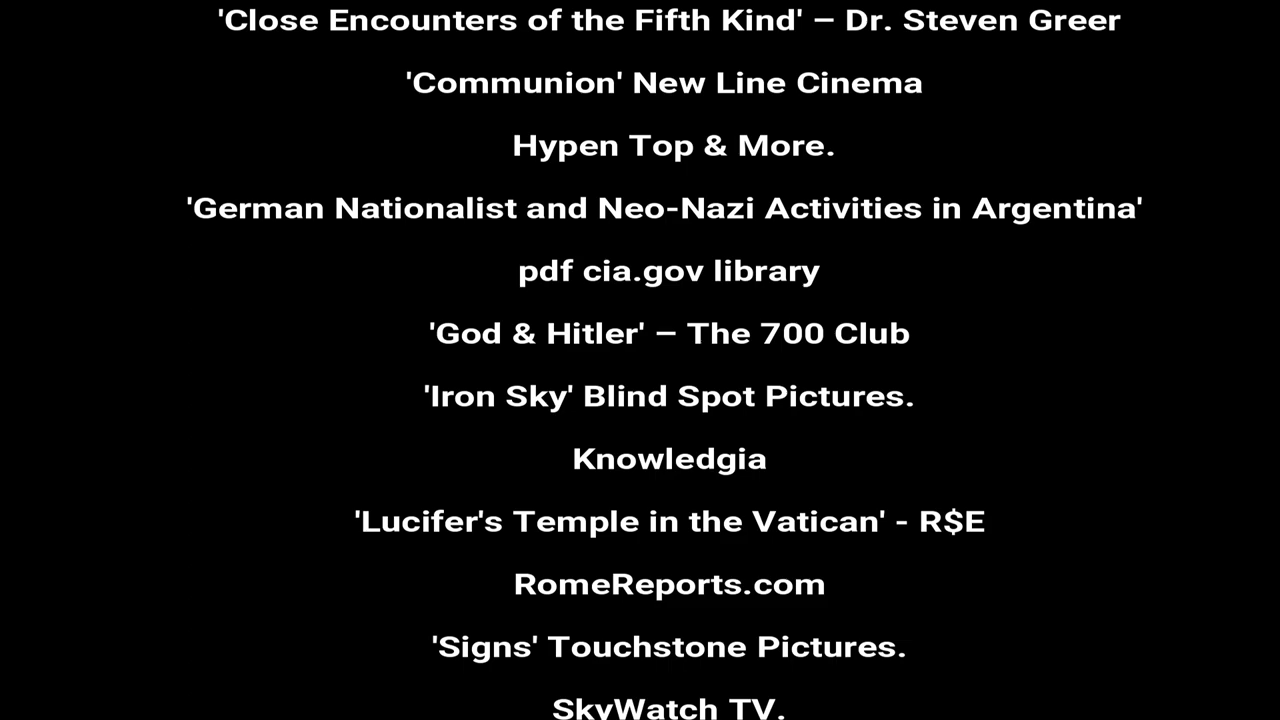 'Close Encounters of the Fifth Kind' – Dr. Steven Greer
'Communion' New Line Cinema
Hypen Top & More.
'German Nationalist and Neo-Nazi Activities in Argentina'
pdf cia.gov library
'God & Hitler' – The 700 Club
'Iron Sky' Blind Spot Pictures.
Knowledgia
'Lucifer's Temple in the Vatican' - R$E
RomeReports.com
'Signs' Touchstone Pictures.
SkyWatch TV.